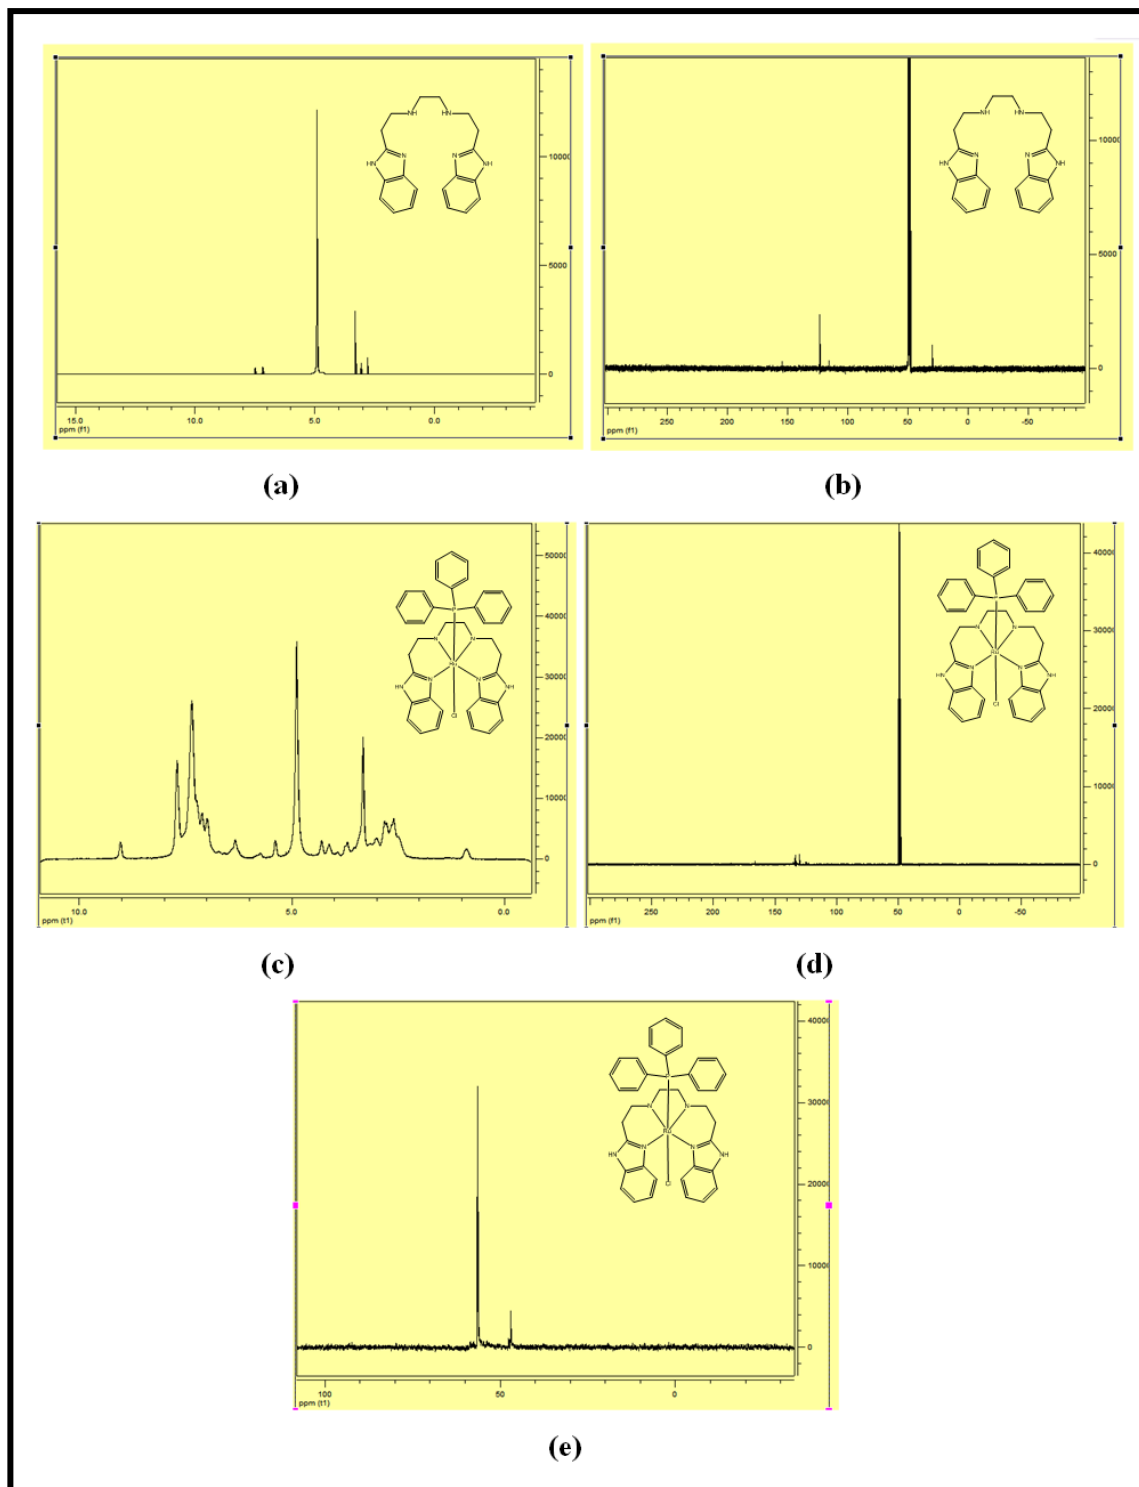 NH HN
HN N N NH
10000
5000
0
15.0 10.0 5.0 0.0
ppm (f1)
(a)
NH HN
HN N N NH
10000
5000
0
250 200 150 100 50 0 -50
ppm (f1)
(b)
P
N N
Ru
HN N N NH
Cl
50000
40000
30000
20000
10000
0
10.0 5.0 0.0
ppm (t1)
(c)
P
N N
Ru
HN N N NH
Cl
40000
30000
20000
10000
0
250 200 150 100 50 0 -50
ppm (f1)
(d)
P
N N
Ru
HN N N NH
Cl
40000
30000
20000
10000
0
100 50 0
ppm (t1)
(e)